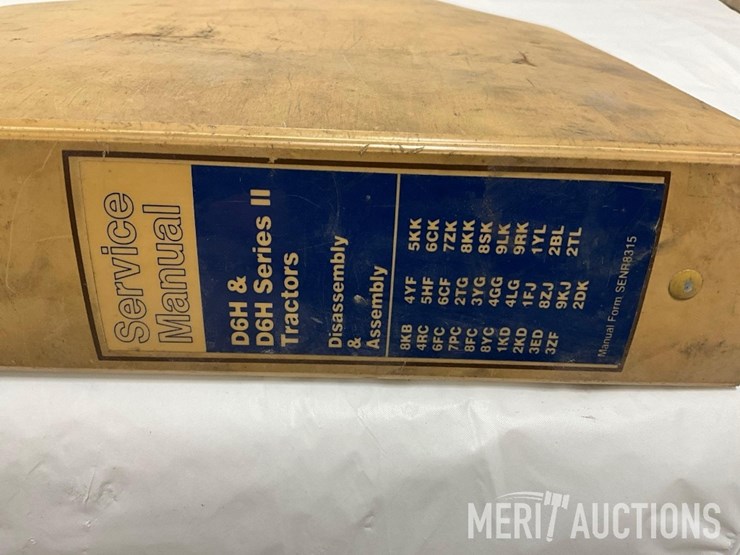 Service
Manual
D6H &
D6H Series II
Tractors
Disassembly
&
Assembly
8KB 4YF 5KK
4RC 5HF 6CK
6FC 6CF 7ZK
7PC 2TG 8KK
8FC 3YG 8SK
8YC 4GG 9LK
1KD 4LG 9RK
2KD 1FJ 1YL
3ED 8ZJ 2BL
3ZF 9KJ 2TL
2DK
Manual Form SENR8315
MERIT AUCTIONS